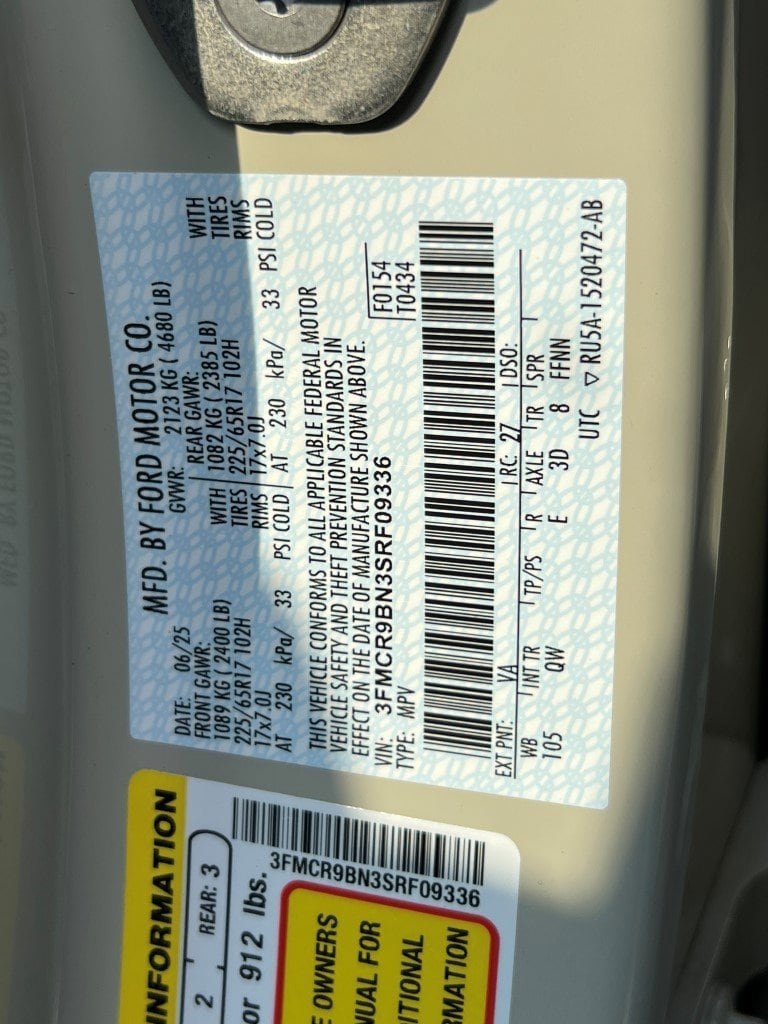 MFD. BY FORD MOTOR CO.
DATE: 06/25 GVWR: 2123 KG ( 4680 LB)
FRONT GAWR: REAR GAWR:
1089 KG ( 2400 LB) WITH 1082 KG ( 2385 LB) WITH
225/65R17 102H TIRES 225/65R17 102H TIRES
17x7.0J RIMS 17x7.0J RIMS
AT 230 kPa/ 33 PSI COLD AT 230 kPa/ 33 PSI COLD
THIS VEHICLE CONFORMS TO ALL APPLICABLE FEDERAL MOTOR
VEHICLE SAFETY AND THEFT PREVENTION STANDARDS IN
EFFECT ON THE DATE OF MANUFACTURE SHOWN ABOVE.
VIN: 3FMCR9BN3SRF09336 F0154
TYPE: MPV T0434
EXT PNT: VA RC: 27 DSO:
WB INT TR TP/PS R AXLE TR SPR
105 QW E 3D 8 FFNN
UTC ▽ RU5A-1520472-AB
INFORMATION
2 REAR: 3
or 912 lbs.
3FMCR9BN3SRF09336
OWNERS
FOR